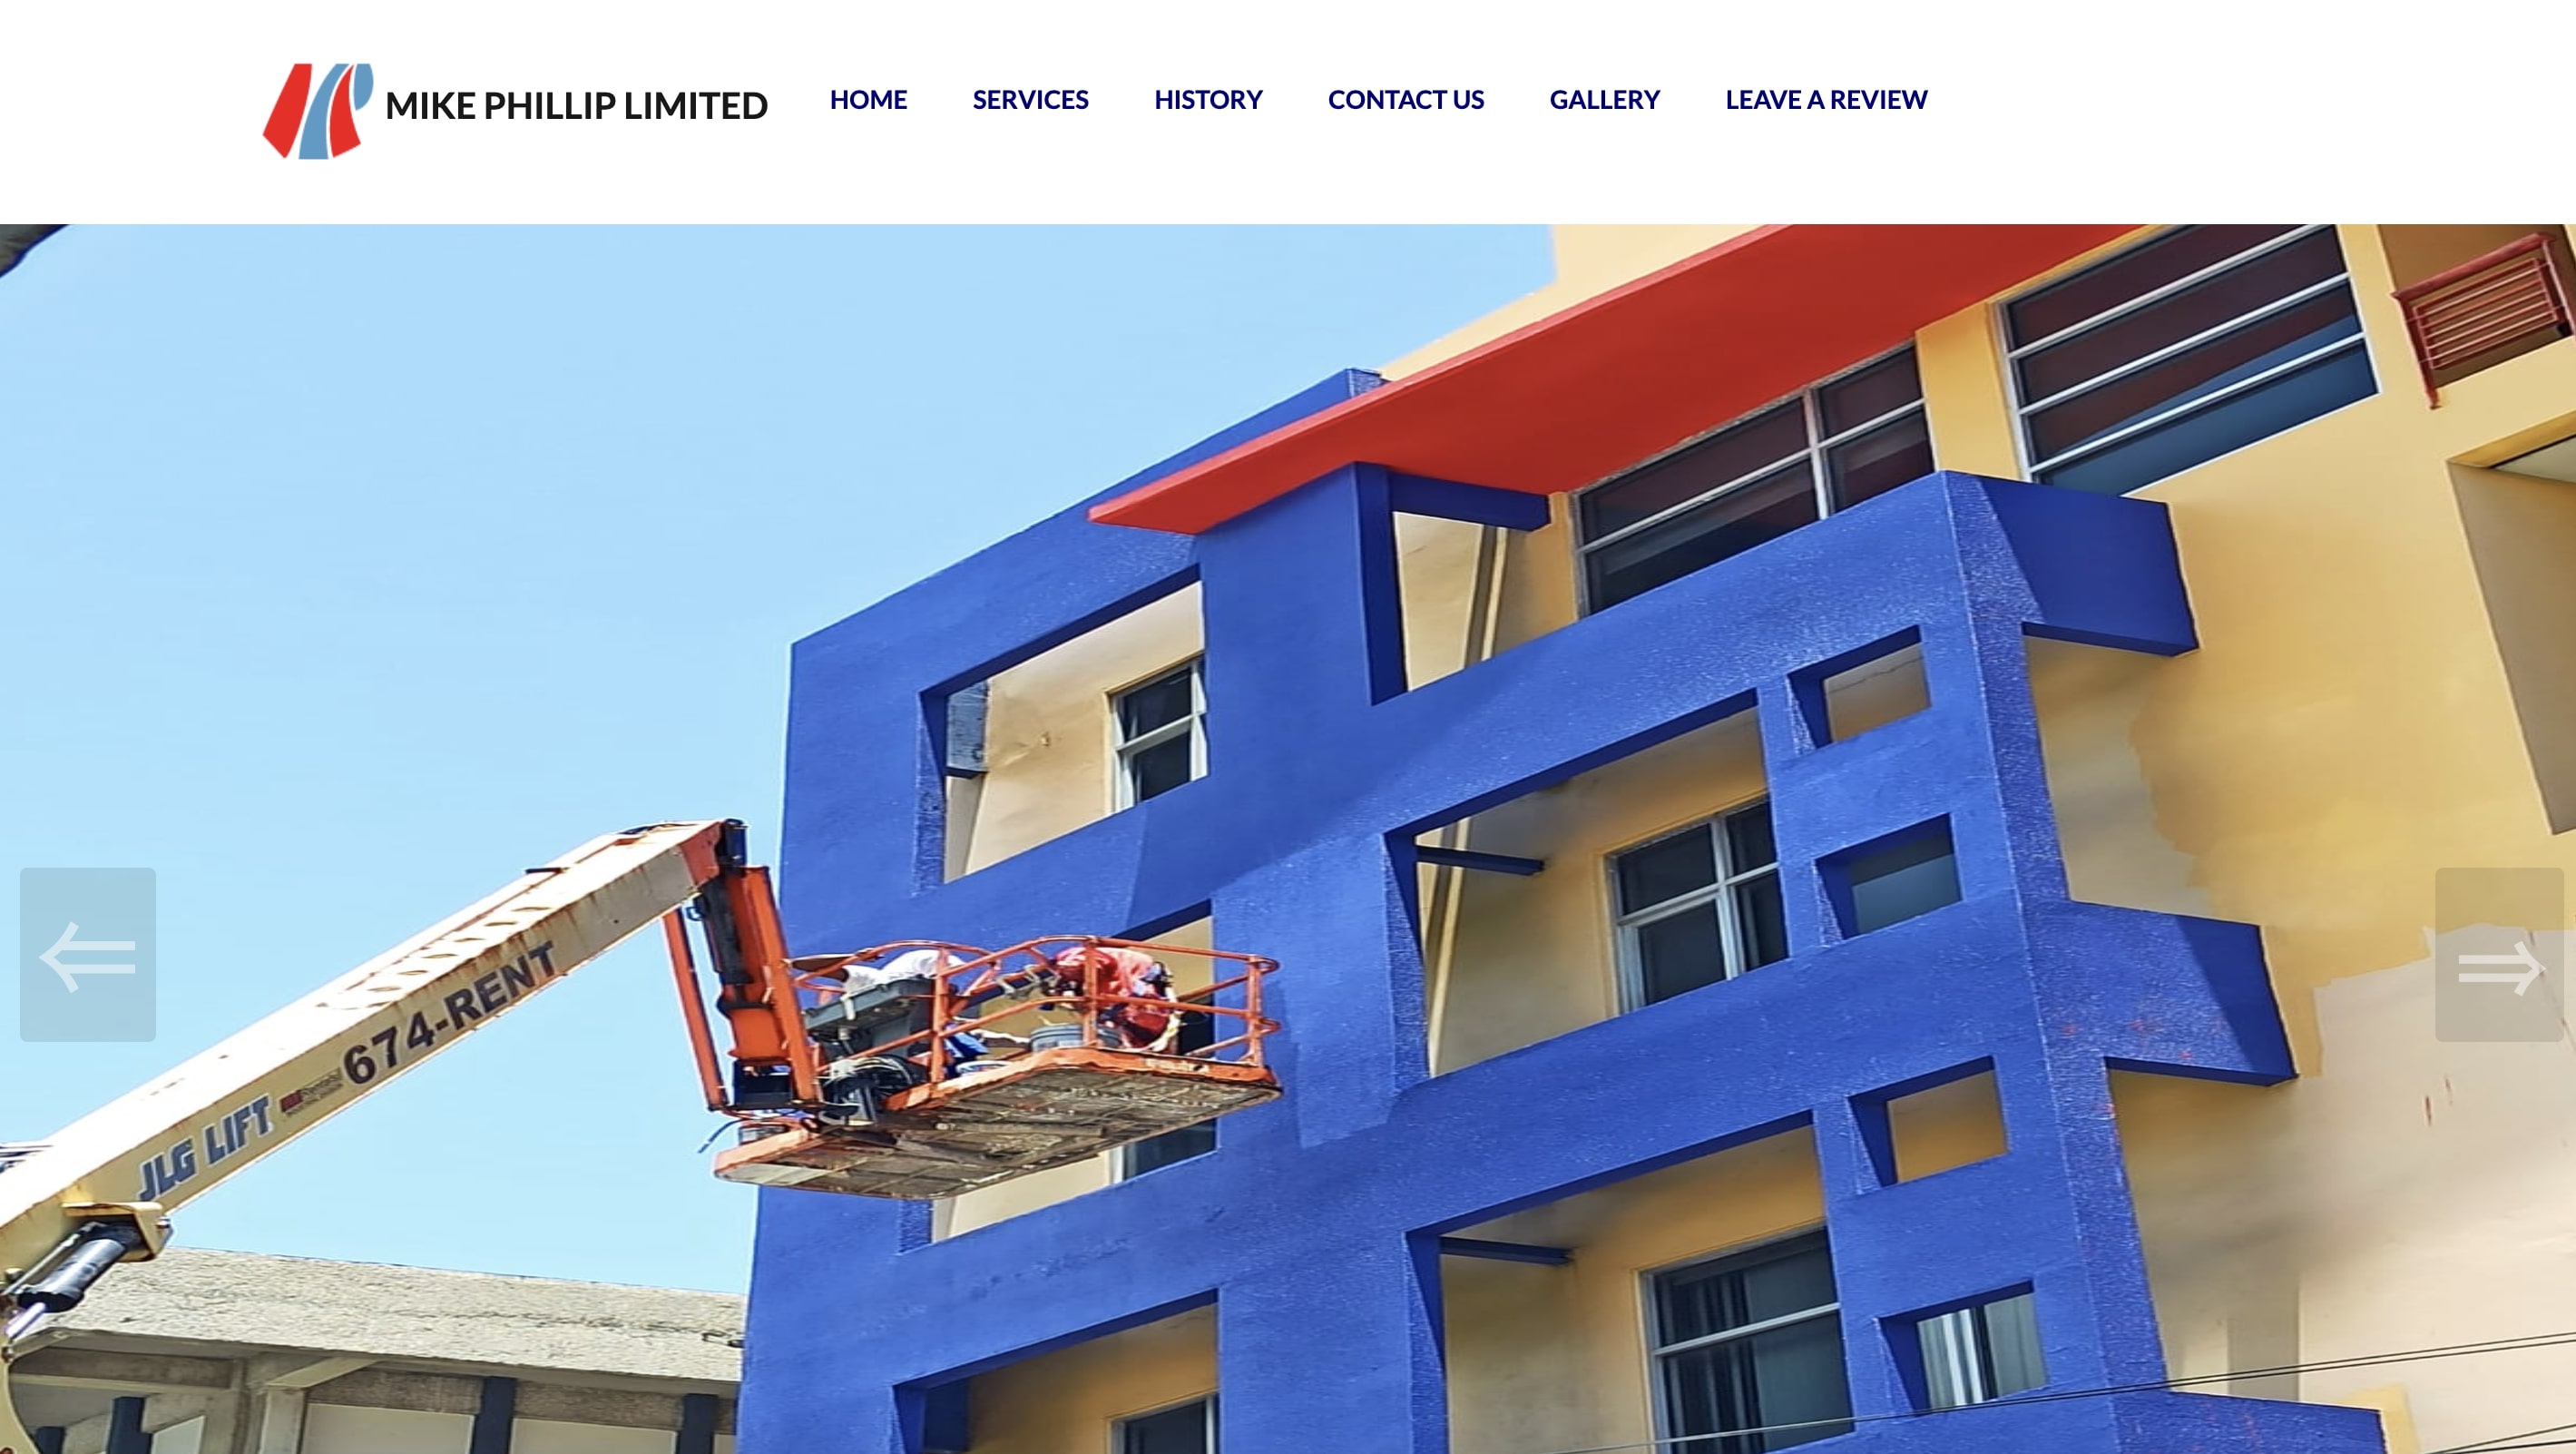 MIKE PHILLIP LIMITED
HOME
SERVICES
HISTORY
CONTACT US
GALLERY
LEAVE A REVIEW
674-RENT
JLG LIFT